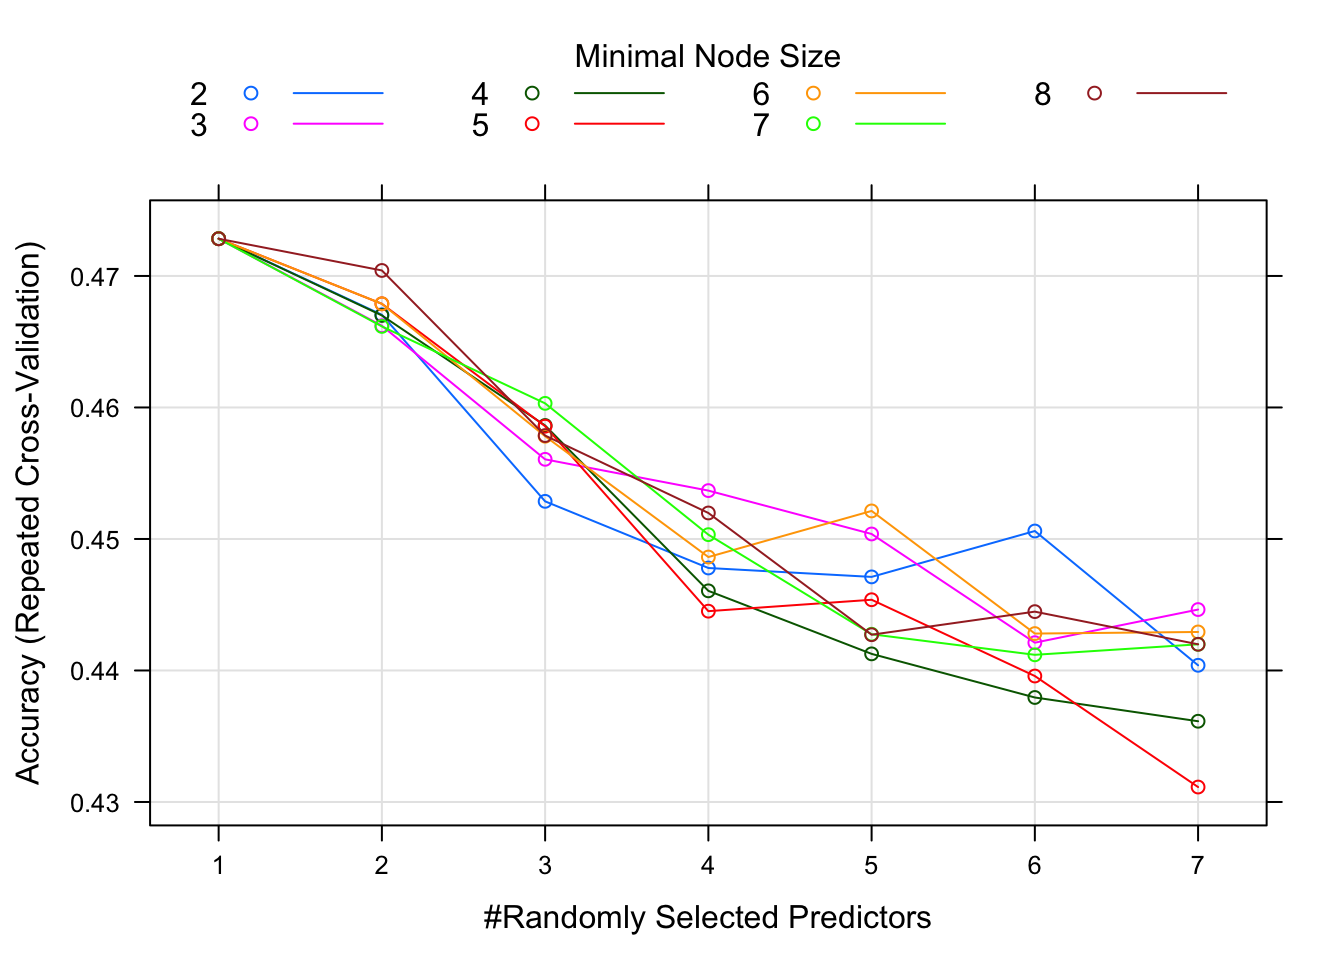 Minimal Node Size
2 4 6 8
3 5 7
Accuracy (Repeated Cross-Validation)
0.47
0.46
0.45
0.44
0.43
1 2 3 4 5 6 7
#Randomly Selected Predictors